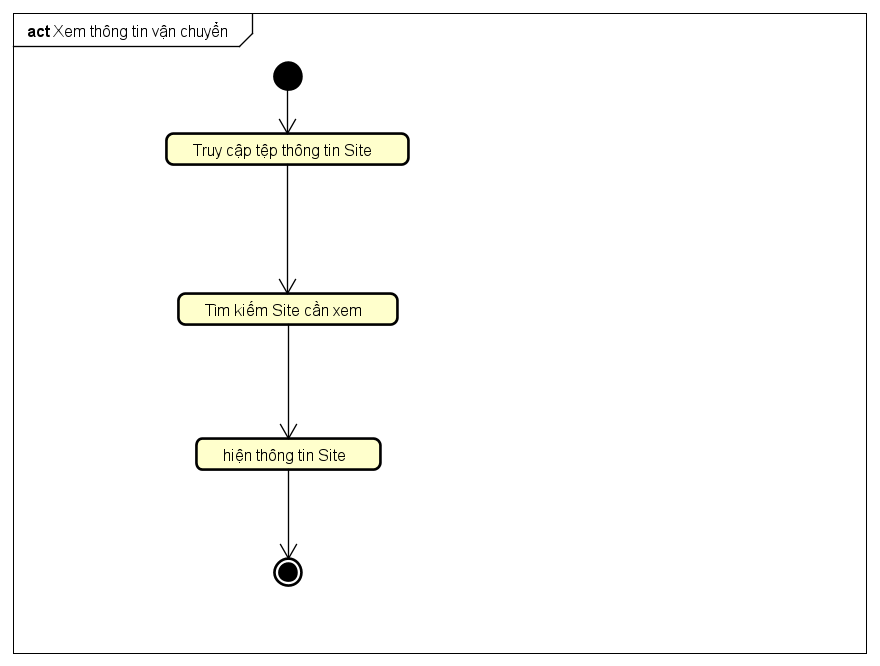 act Xem thông tin vận chuyển
Truy cập tệp thông tin Site
Tìm kiếm Site cần xem
hiện thông tin Site